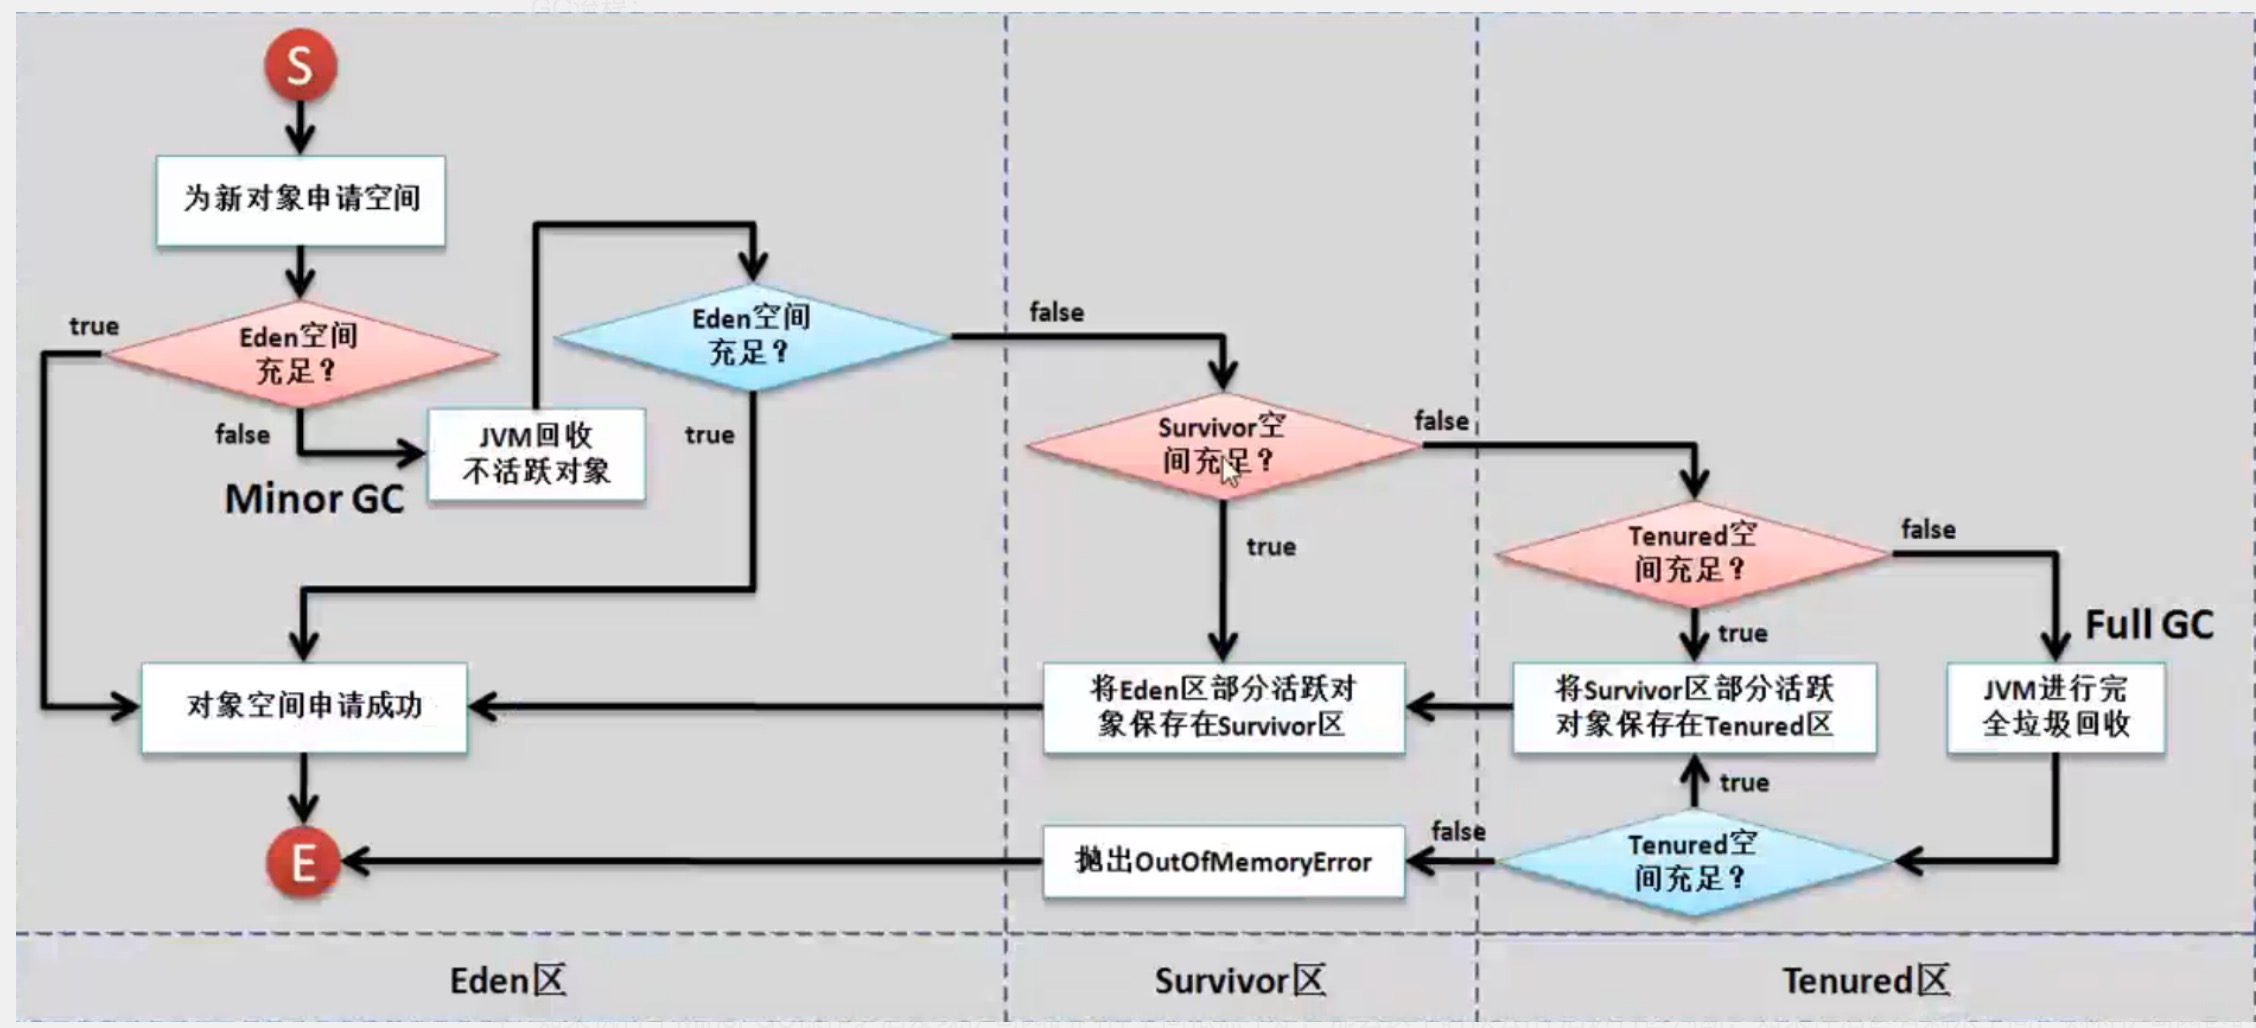 GC流程：
S
为新对象申请空间
true
Eden空间
充足？
false
Minor GC
JVM回收
不活跃对象
Eden空间
充足？
true
false
Survivor空
间充足？
false
true
Tenured空
间充足？
false
true
Full GC
对象空间申请成功
将Eden区部分活跃对
象保存在Survivor区
将Survivor区部分活跃
对象保存在Tenured区
JVM进行完
全垃圾回收
true
E
抛出OutOfMemoryError
false
Tenured空
间充足？
Eden区
Survivor区
Tenured区